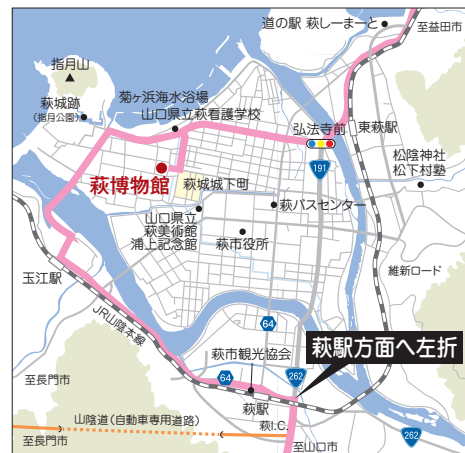 道の駅 萩しーまーと
至益田市
指月山
菊ヶ浜海水浴場
萩城跡
(指月公園)
山口県立萩看護学校
弘法寺前
東萩駅
191
松陰神社
松下村塾
萩博物館
萩城城下町
山口県立
萩美術館
浦上記念館
萩バスセンター
萩市役所
維新ロード
玉江駅
JR山陰本線
64
萩駅方面へ左折
萩市観光協会
64
262
至長門市
萩駅
山陰道(自動車専用道路)
萩I.C.
至長門市
至山口市
262